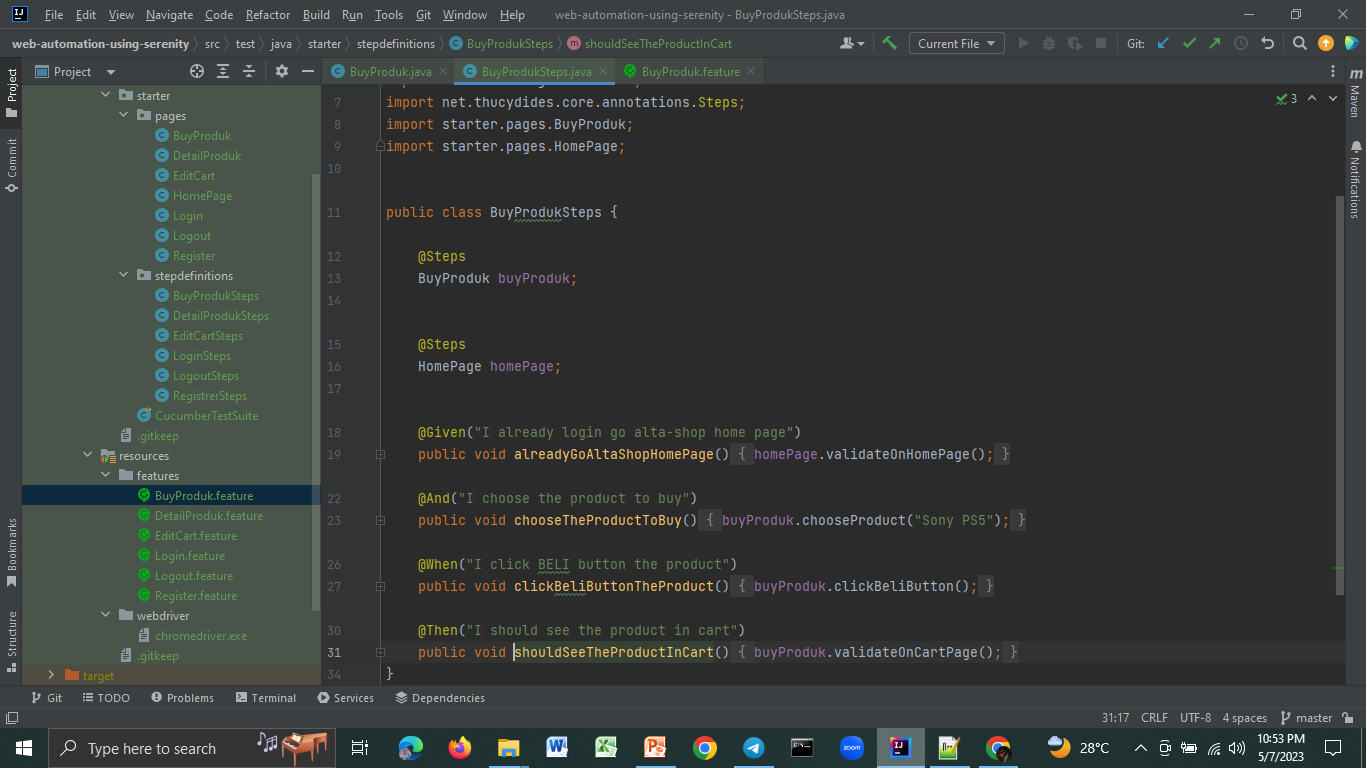 File Edit View Navigate Code Refactor Build Run Tools Git Window Help web-automation-using-serenity - BuyProdukSteps.java
web-automation-using-serenity src test java starter stepdefinitions BuyProdukSteps shouldSeeTheProductInCart Current File Git:
Project BuyProduk.java BuyProdukSteps.java BuyProduk.feature
Project
Commit
Bookmarks
Structure
starter
pages
BuyProduk
DetailProduk
EditCart
HomePage
Login
Logout
Register
stepdefinitions
BuyProdukSteps
DetailProdukSteps
EditCartSteps
LoginSteps
LogoutSteps
RegistrerSteps
CucumberTestSuite
.gitkeep
resources
features
BuyProduk.feature
DetailProduk.feature
EditCart.feature
Login.feature
Logout.feature
Register.feature
webdriver
chromedriver.exe
.gitkeep
target
7 import net.thucydides.core.annotations.Steps;
8 import starter.pages.BuyProduk;
9 import starter.pages.HomePage;
10
11 public class BuyProdukSteps {
12 @Steps
13 BuyProduk buyProduk;
14
15 @Steps
16 HomePage homePage;
17
18 @Given("I already login go alta-shop home page")
19 public void alreadyGoAltaShopHomePage() { homePage.validateOnHomePage(); }
22 @And("I choose the product to buy")
23 public void chooseTheProductToBuy() { buyProduk.chooseProduct("Sony PS5"); }
26 @When("I click BELI button the product")
27 public void clickBeliButtonTheProduct() { buyProduk.clickBeliButton(); }
30 @Then("I should see the product in cart")
31 public void shouldSeeTheProductInCart() { buyProduk.validateOnCartPage(); }
34 }
3
m
Maven
Notifications
Git TODO Problems Terminal Services Dependencies
31:17 CRLF UTF-8 4 spaces master
Type here to search zoom 28°C 10:53 PM
5/7/2023